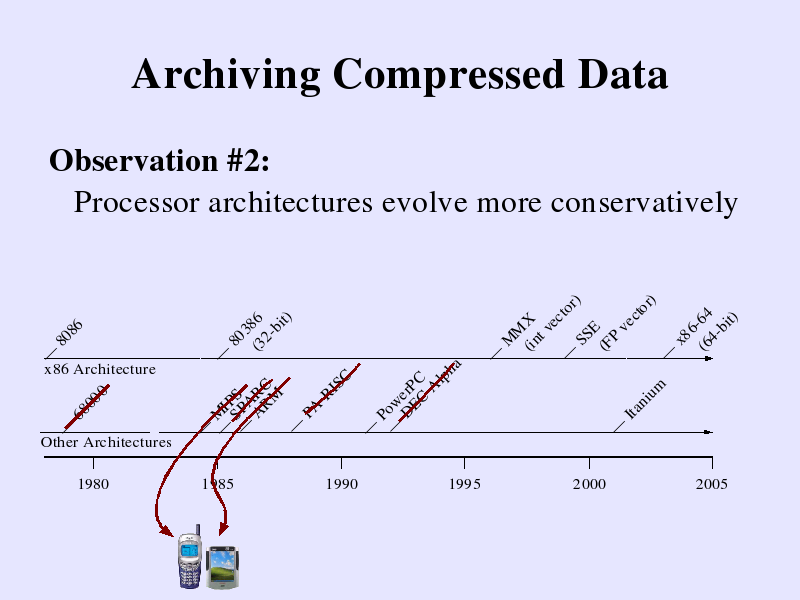 Archiving Compressed Data
Observation #2:
Processor architectures evolve more conservatively
8086
80386
(32-bit)
MMX
(int vector)
SSE
(FP vector)
x86-64
(64-bit)
x86 Architecture
68000
MIPS
SPARC
ARM
PA-RISC
PowerPC
DEC Alpha
Itanium
Other Architectures
1980
1985
1990
1995
2000
2005